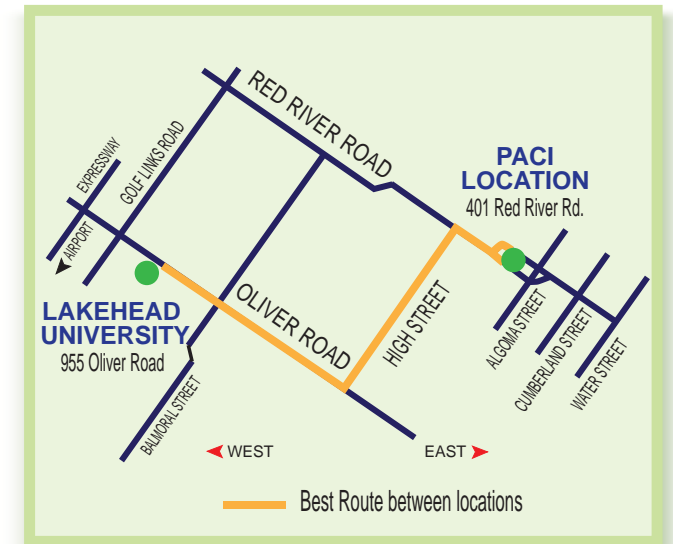 RED RIVER ROAD
EXPRESSWAY
GOLF LINKS ROAD
AIRPORT
PACI
LOCATION
401 Red River Rd.
LAKEHEAD
UNIVERSITY
955 Oliver Road
OLIVER ROAD
HIGH STREET
ALGOMA STREET
CUMBERLAND STREET
WATER STREET
BALMORAL STREET
WEST
EAST
Best Route between locations